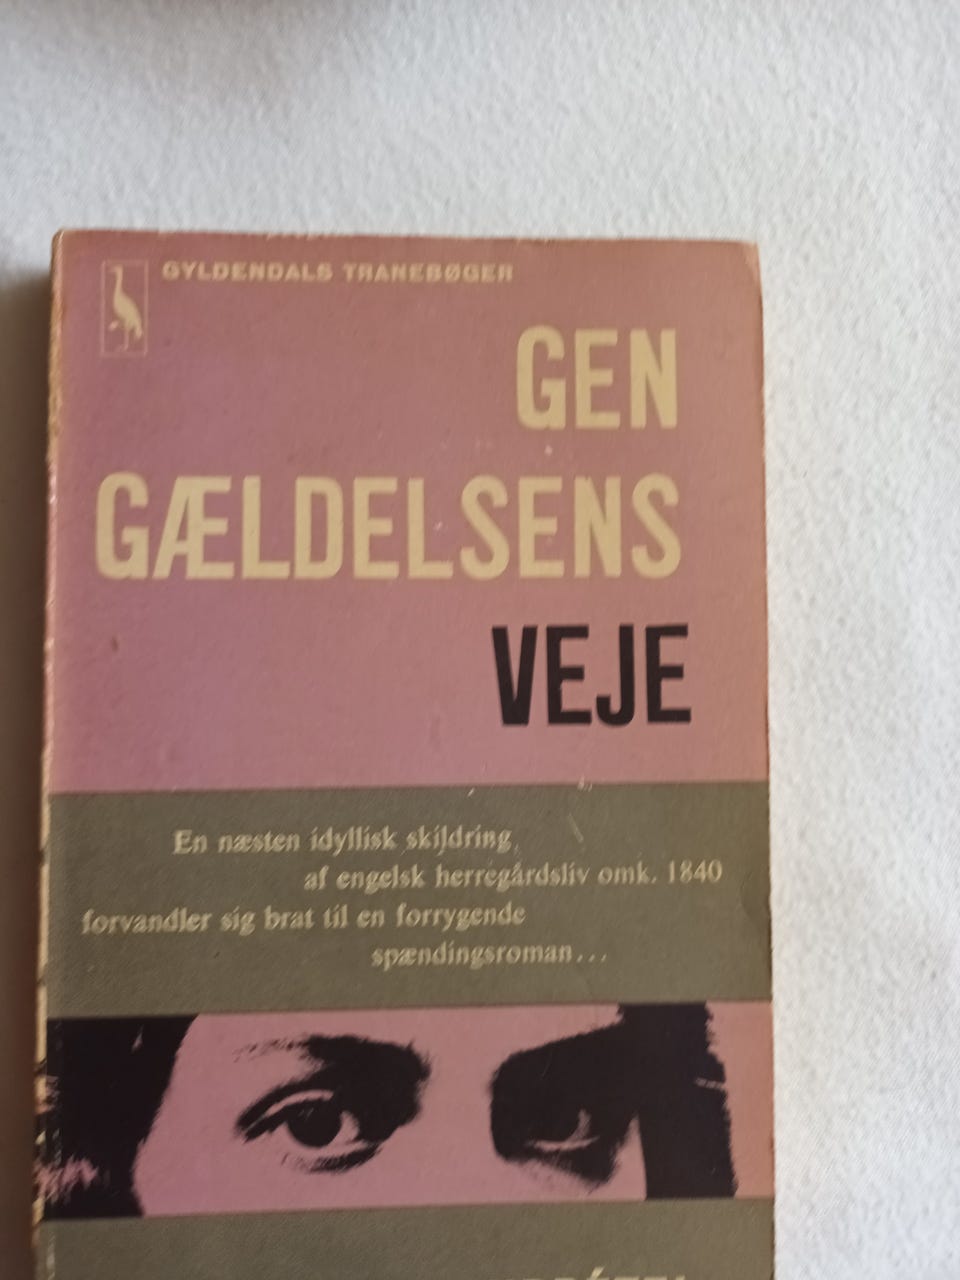 GYLDENDALS TRANEBØGER
GEN
GÆLDELSENS
VEJE
En næsten idyllisk skildring
af engelsk herregårdsliv omk. 1840
forvandler sig brat til en forrygende
spændingsroman...